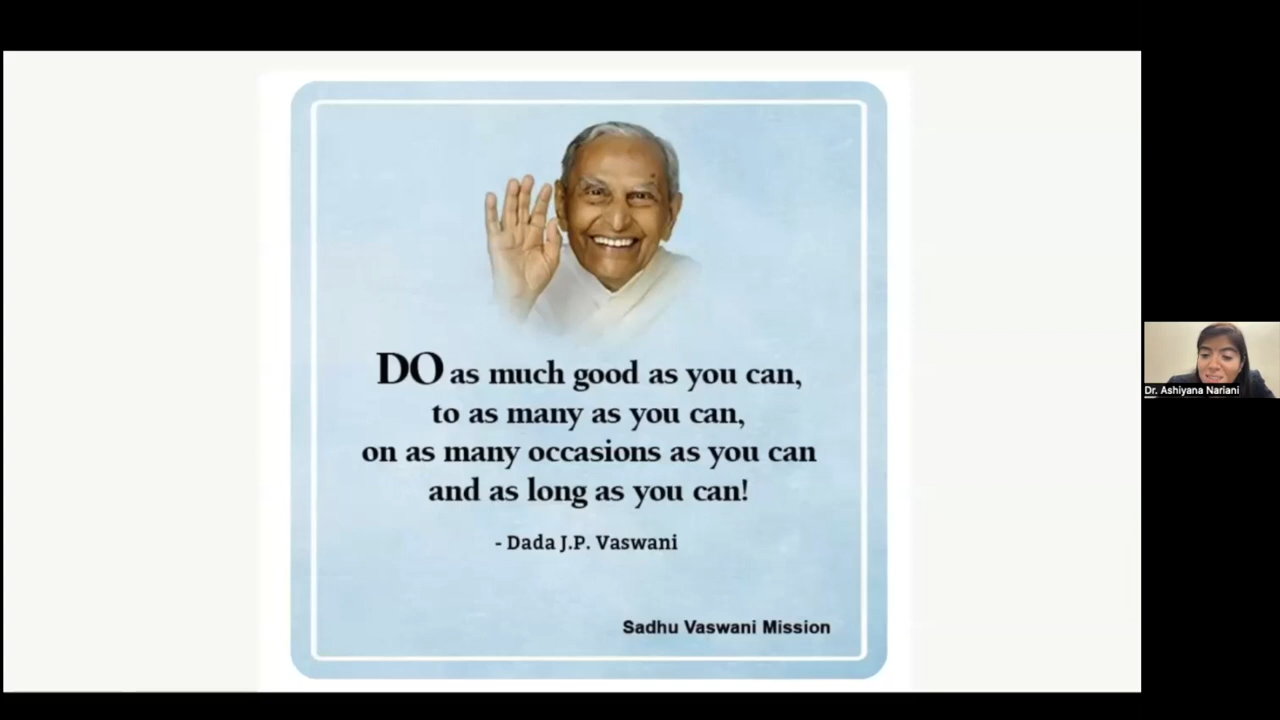 DO as much good as you can,
to as many as you can,
on as many occasions as you can
and as long as you can!
- Dada J.P. Vaswani
Sadhu Vaswani Mission
Dr. Ashiyana Nariani